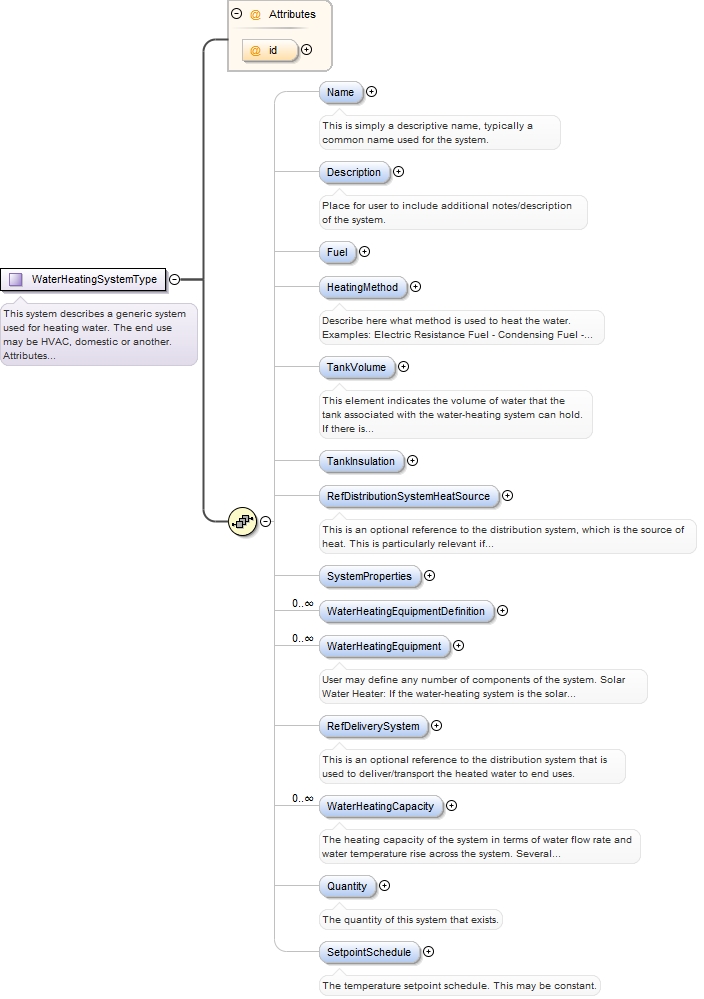 @ Attributes
@ id
Name
This is simply a descriptive name, typically a
common name used for the system.
Description
Place for user to include additional notes/description
of the system.
Fuel
WaterHeatingSystemType
This system describes a generic system
used for heating water. The end use
may be HVAC, domestic or another.
Attributes...
HeatingMethod
Describe here what method is used to heat the water.
Examples: Electric Resistance Fuel - Condensing Fuel -...
TankVolume
This element indicates the volume of water that the
tank associated with the water-heating system can hold.
If there is...
TankInsulation
RefDistributionSystemHeatSource
This is an optional reference to the distribution system, which is the source of
heat. This is particularly relevant if...
SystemProperties
0..∞
WaterHeatingEquipmentDefinition
0..∞
WaterHeatingEquipment
User may define any number of components of the system. Solar
Water Heater: If the water-heating system is the solar...
RefDeliverySystem
This is an optional reference to the distribution system that is
used to deliver/transport the heated water to end uses.
0..∞
WaterHeatingCapacity
The heating capacity of the system in terms of water flow rate and
water temperature rise across the system. Several...
Quantity
The quantity of this system that exists.
SetpointSchedule
The temperature setpoint schedule. This may be constant.